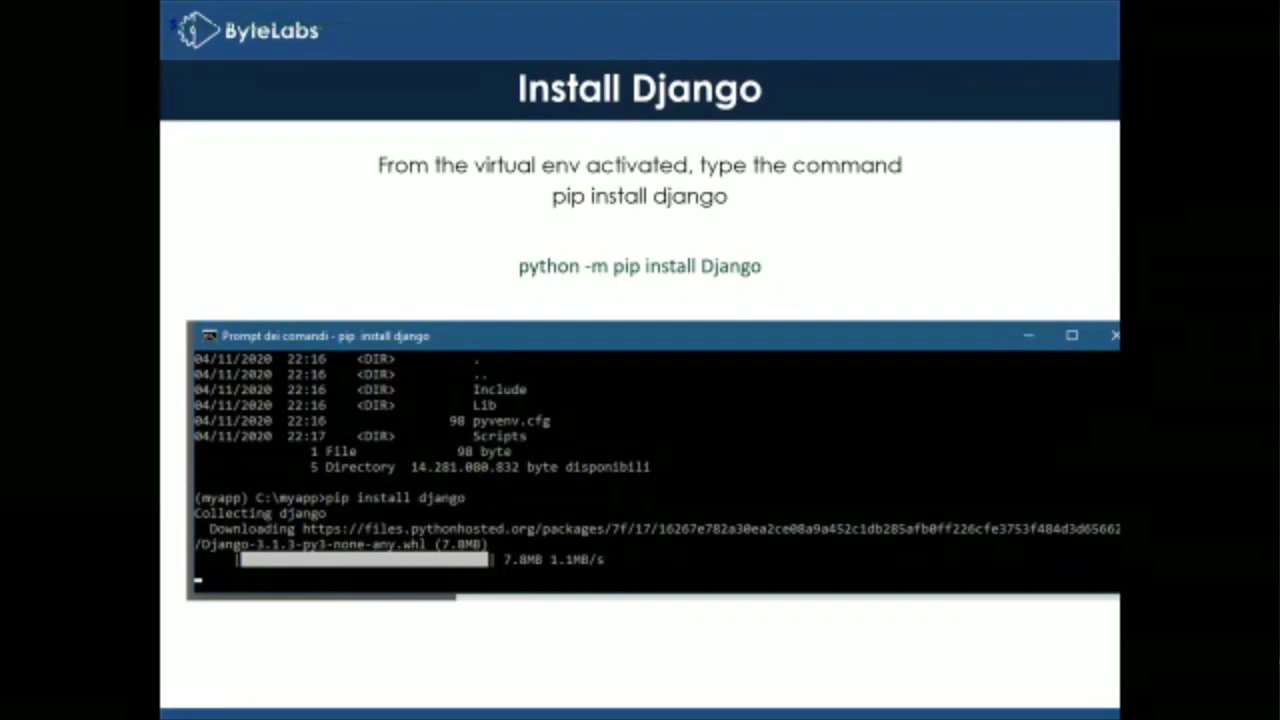 ByteLabs
Install Django
From the virtual env activated, type the command
pip install django
python -m pip install Django
Prompt dei comandi - pip install django
04/11/2020 22:16 <DIR> .
04/11/2020 22:16 <DIR> ..
04/11/2020 22:16 <DIR> Include
04/11/2020 22:16 <DIR> Lib
04/11/2020 22:16 98 pyvenv.cfg
04/11/2020 22:17 <DIR> Scripts
1 File 98 byte
5 Directory 14.281.080.832 byte disponibili
(myapp) C:\myapp>pip install django
Collecting django
Downloading https://files.pythonhosted.org/packages/7f/17/16267e782a30ea2ce08a9a452c1db285afb0ff226cfe3753f484d3d65662
/Django-3.1.3-py3-none-any.whl (7.8MB)
7.8MB 1.1MB/s